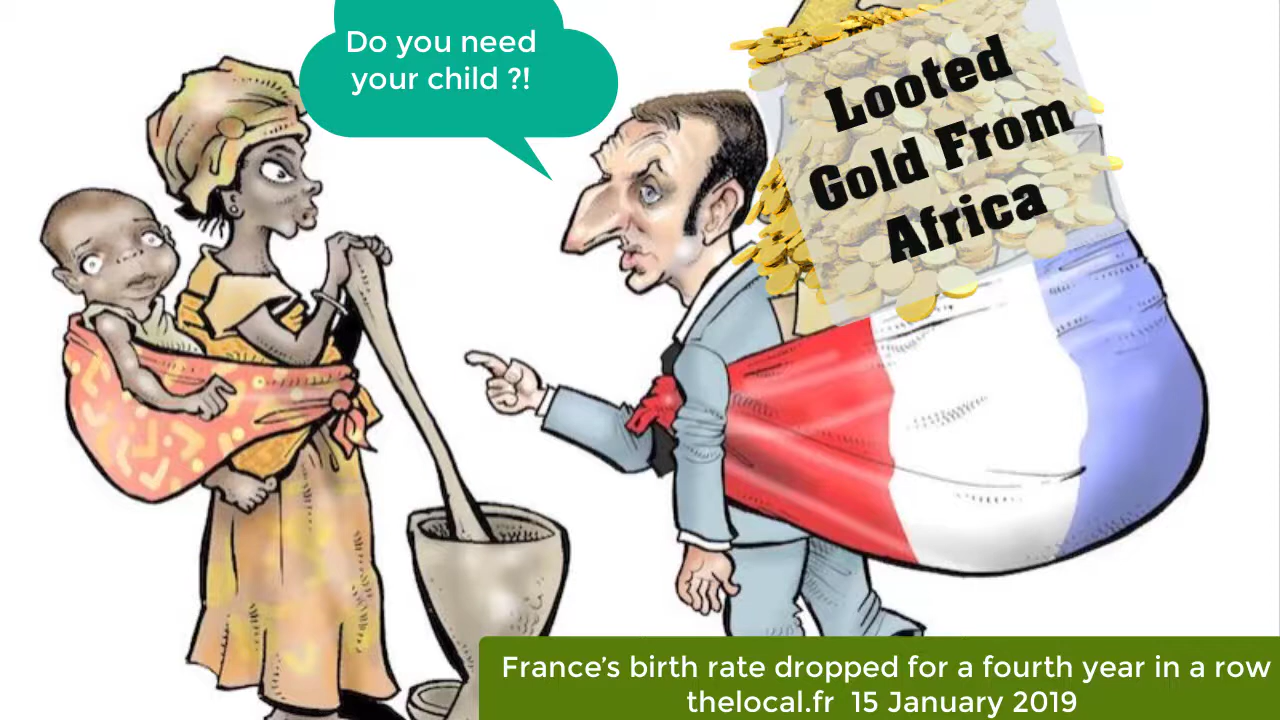 Do you need
your child ?!
Looted
Gold From
Africa
France’s birth rate dropped for a fourth year in a row
thelocal.fr 15 January 2019